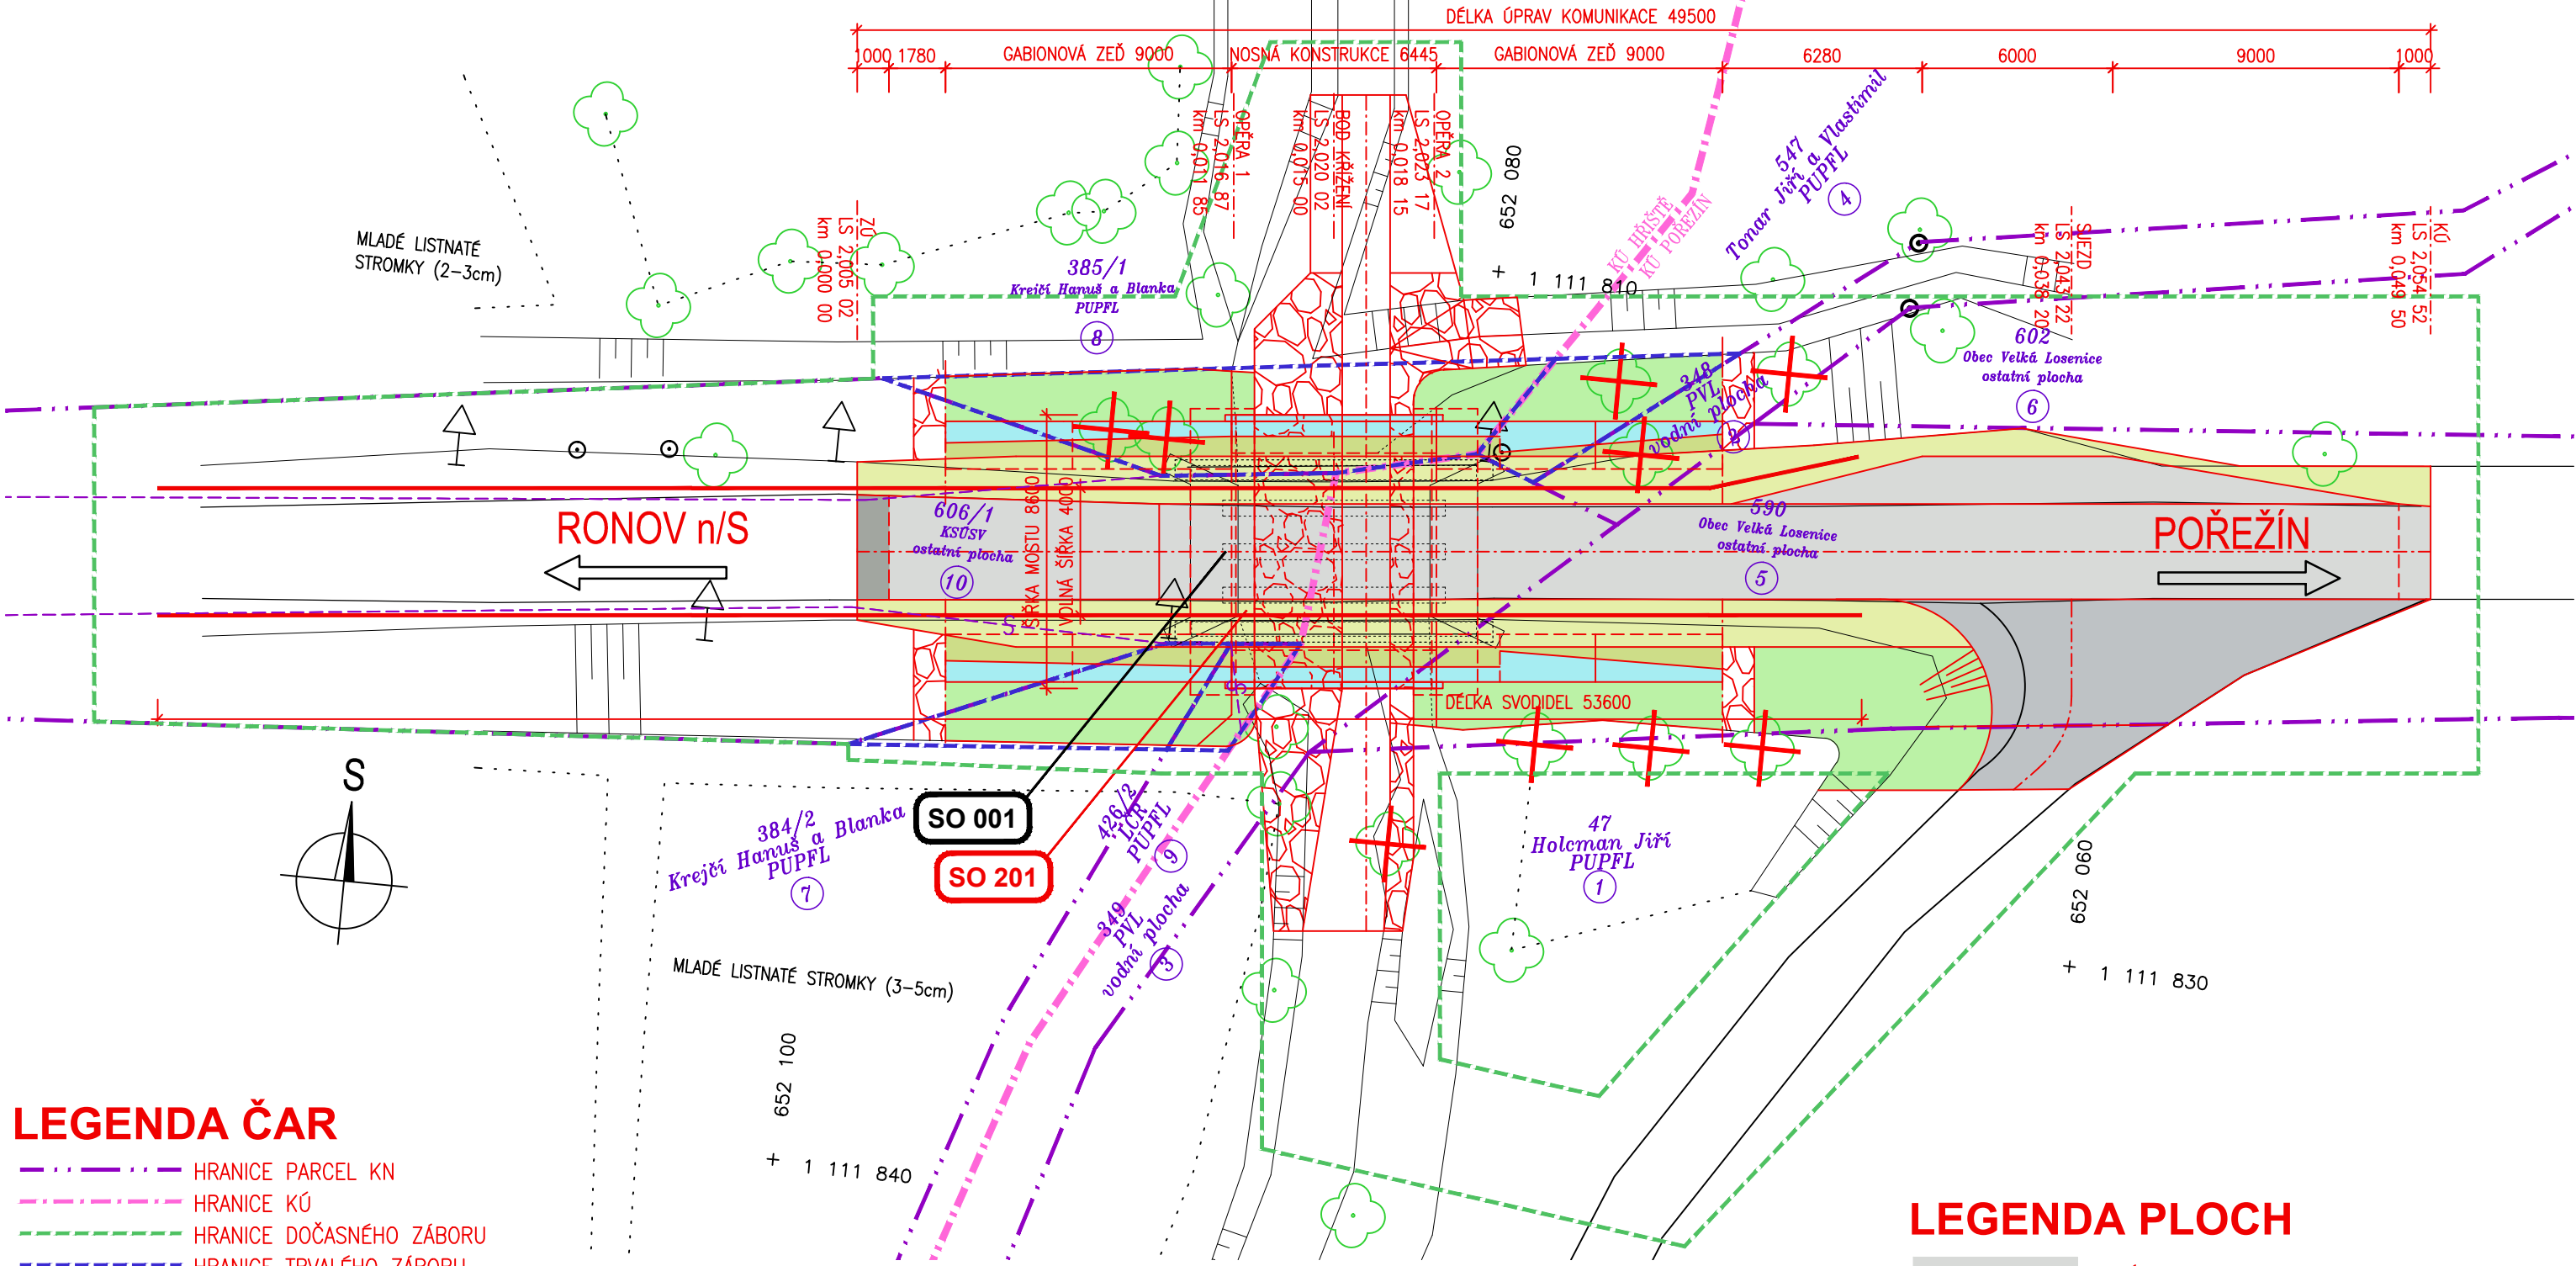 DÉLKA ÚPRAV KOMUNIKACE 49500
1000 1780 GABIONOVÁ ZEĎ 9000 NOSNÁ KONSTRUKCE 6445 GABIONOVÁ ZEĎ 9000 6280 6000 9000 1000
OPĚRA 1
LS 2,016 87
km 0,011 85
BOD KŘÍŽENÍ
LS 2,020 02
km 0,015 00
OPĚRA 2
LS 2,023 17
km 0,018 15
652 080
+ 1 111 810
KÚ HŘIŠTĚ
KÚ POŘEŽÍN
547
Tonar Jiří a Vlastimil
PUPFL
4
ZÚ
LS 2,005 02
km 0,000 00
SJEZD
LS 2,043 22
km 0,038 20
KÚ
LS 2,054 52
km 0,049 50
MLADÉ LISTNATÉ
STROMKY (2-3cm)
385/1
Krejčí Hanuš a Blanka
PUPFL
8
602
Obec Velká Losenice
ostatní plocha
6
348
PVL
vodní plocha
2
RONOV n/S
606/1
KSÚSV
ostatní plocha
10
ŠÍŘKA MOSTU 8600
VOLNÁ ŠÍŘKA 4000
590
Obec Velká Losenice
ostatní plocha
5
POŘEŽÍN
S
S
DÉLKA SVODIDEL 53600
S
SO 001
SO 201
384/2
Krejčí Hanuš a Blanka
PUPFL
7
426/2
LČR
PUPFL
9
349
PVL
vodní plocha
3
47
Holcman Jiří
PUPFL
1
652 060
+ 1 111 830
MLADÉ LISTNATÉ STROMKY (3-5cm)
652 100
+ 1 111 840
LEGENDA ČAR
HRANICE PARCEL KN
HRANICE KÚ
HRANICE DOČASNÉHO ZÁBORU
HRANICE TRVALÉHO ZÁBORU
LEGENDA PLOCH